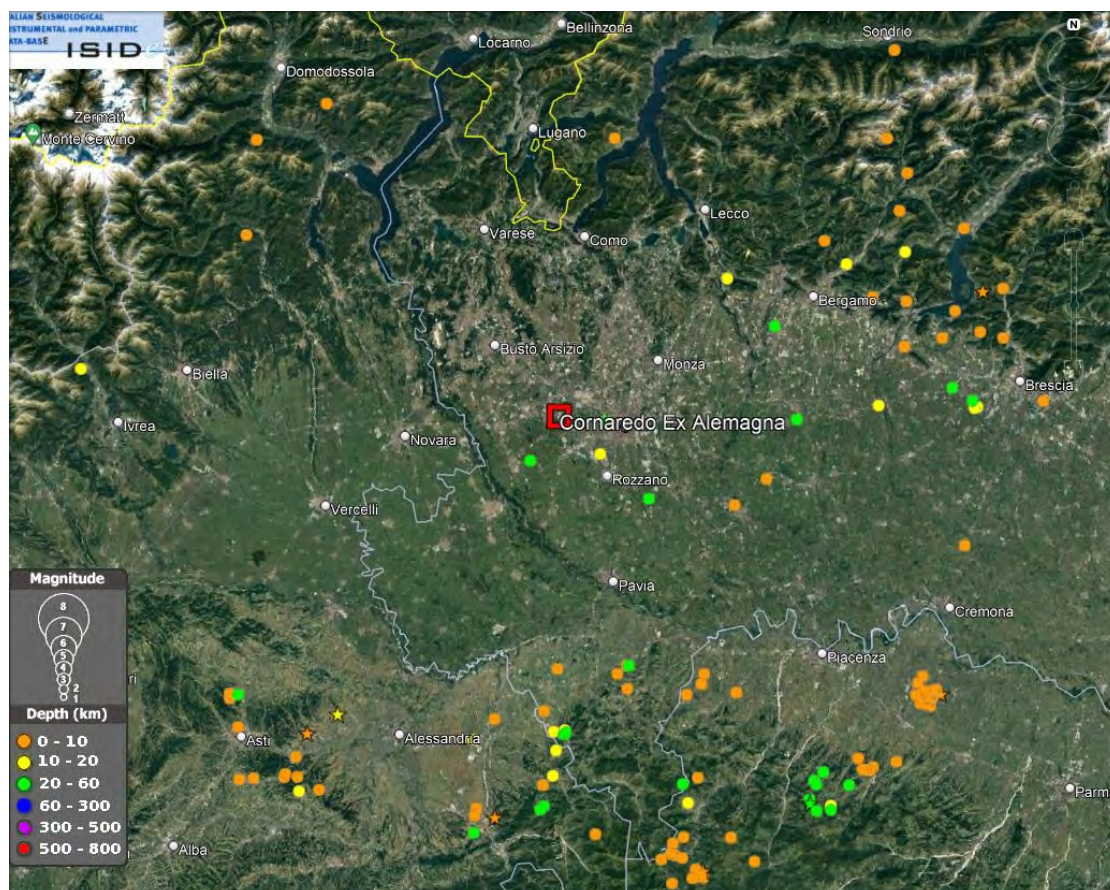 ALIAN SEISMOLOGICAL
NSTRUMENTAL and PARAMETRIC
ATA-BASE
ISIDe
N
Bellinzona
Locarno
Sondrio
Domodossola
Zermatt
Monte Cervino
Lugano
Lecco
Varese
Como
Bergamo
Busto Arsizio
Monza
Biella
Brescia
Ivrea
Cornaredo Ex Alemagna
Novara
Rozzano
Vercelli
Pavia
Cremona
Piacenza
Asti
Alessandria
Parm
Alba
Magnitude
8
7
6
5
4
3
2
1
Depth (km)
0 - 10
10 - 20
20 - 60
60 - 300
300 - 500
500 - 800